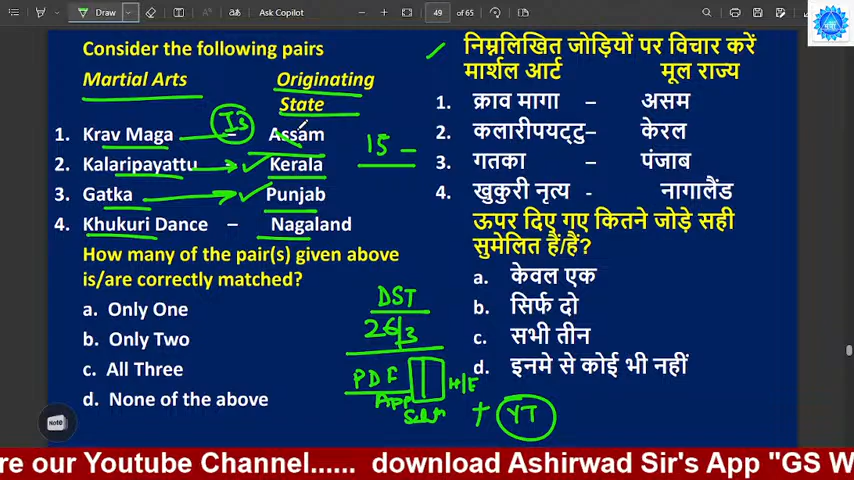 Draw
Ask Copilot
49 of 65
Consider the following pairs
Martial Arts Originating
State
1. Krav Maga – Assam
2. Kalaripayattu – Kerala
3. Gatka – Punjab
4. Khukuri Dance – Nagaland
How many of the pair(s) given above
is/are correctly matched?
a. Only One
b. Only Two
c. All Three
d. None of the above
Is
15 –
DST
26/3
PDF
App
H/E
+ YT
निम्नलिखित जोड़ियों पर विचार करें
मार्शल आर्ट मूल राज्य
1. क्राव मागा – असम
2. कलारीपयट्टु– केरल
3. गतका – पंजाब
4. खुकुरी नृत्य - नागालैंड
ऊपर दिए गए कितने जोड़े सही
सुमेलित हैं/हैं?
a. केवल एक
b. सिर्फ दो
c. सभी तीन
d. इनमे से कोई भी नहीं
re our Youtube Channel...... download Ashirwad Sir's App "GS W